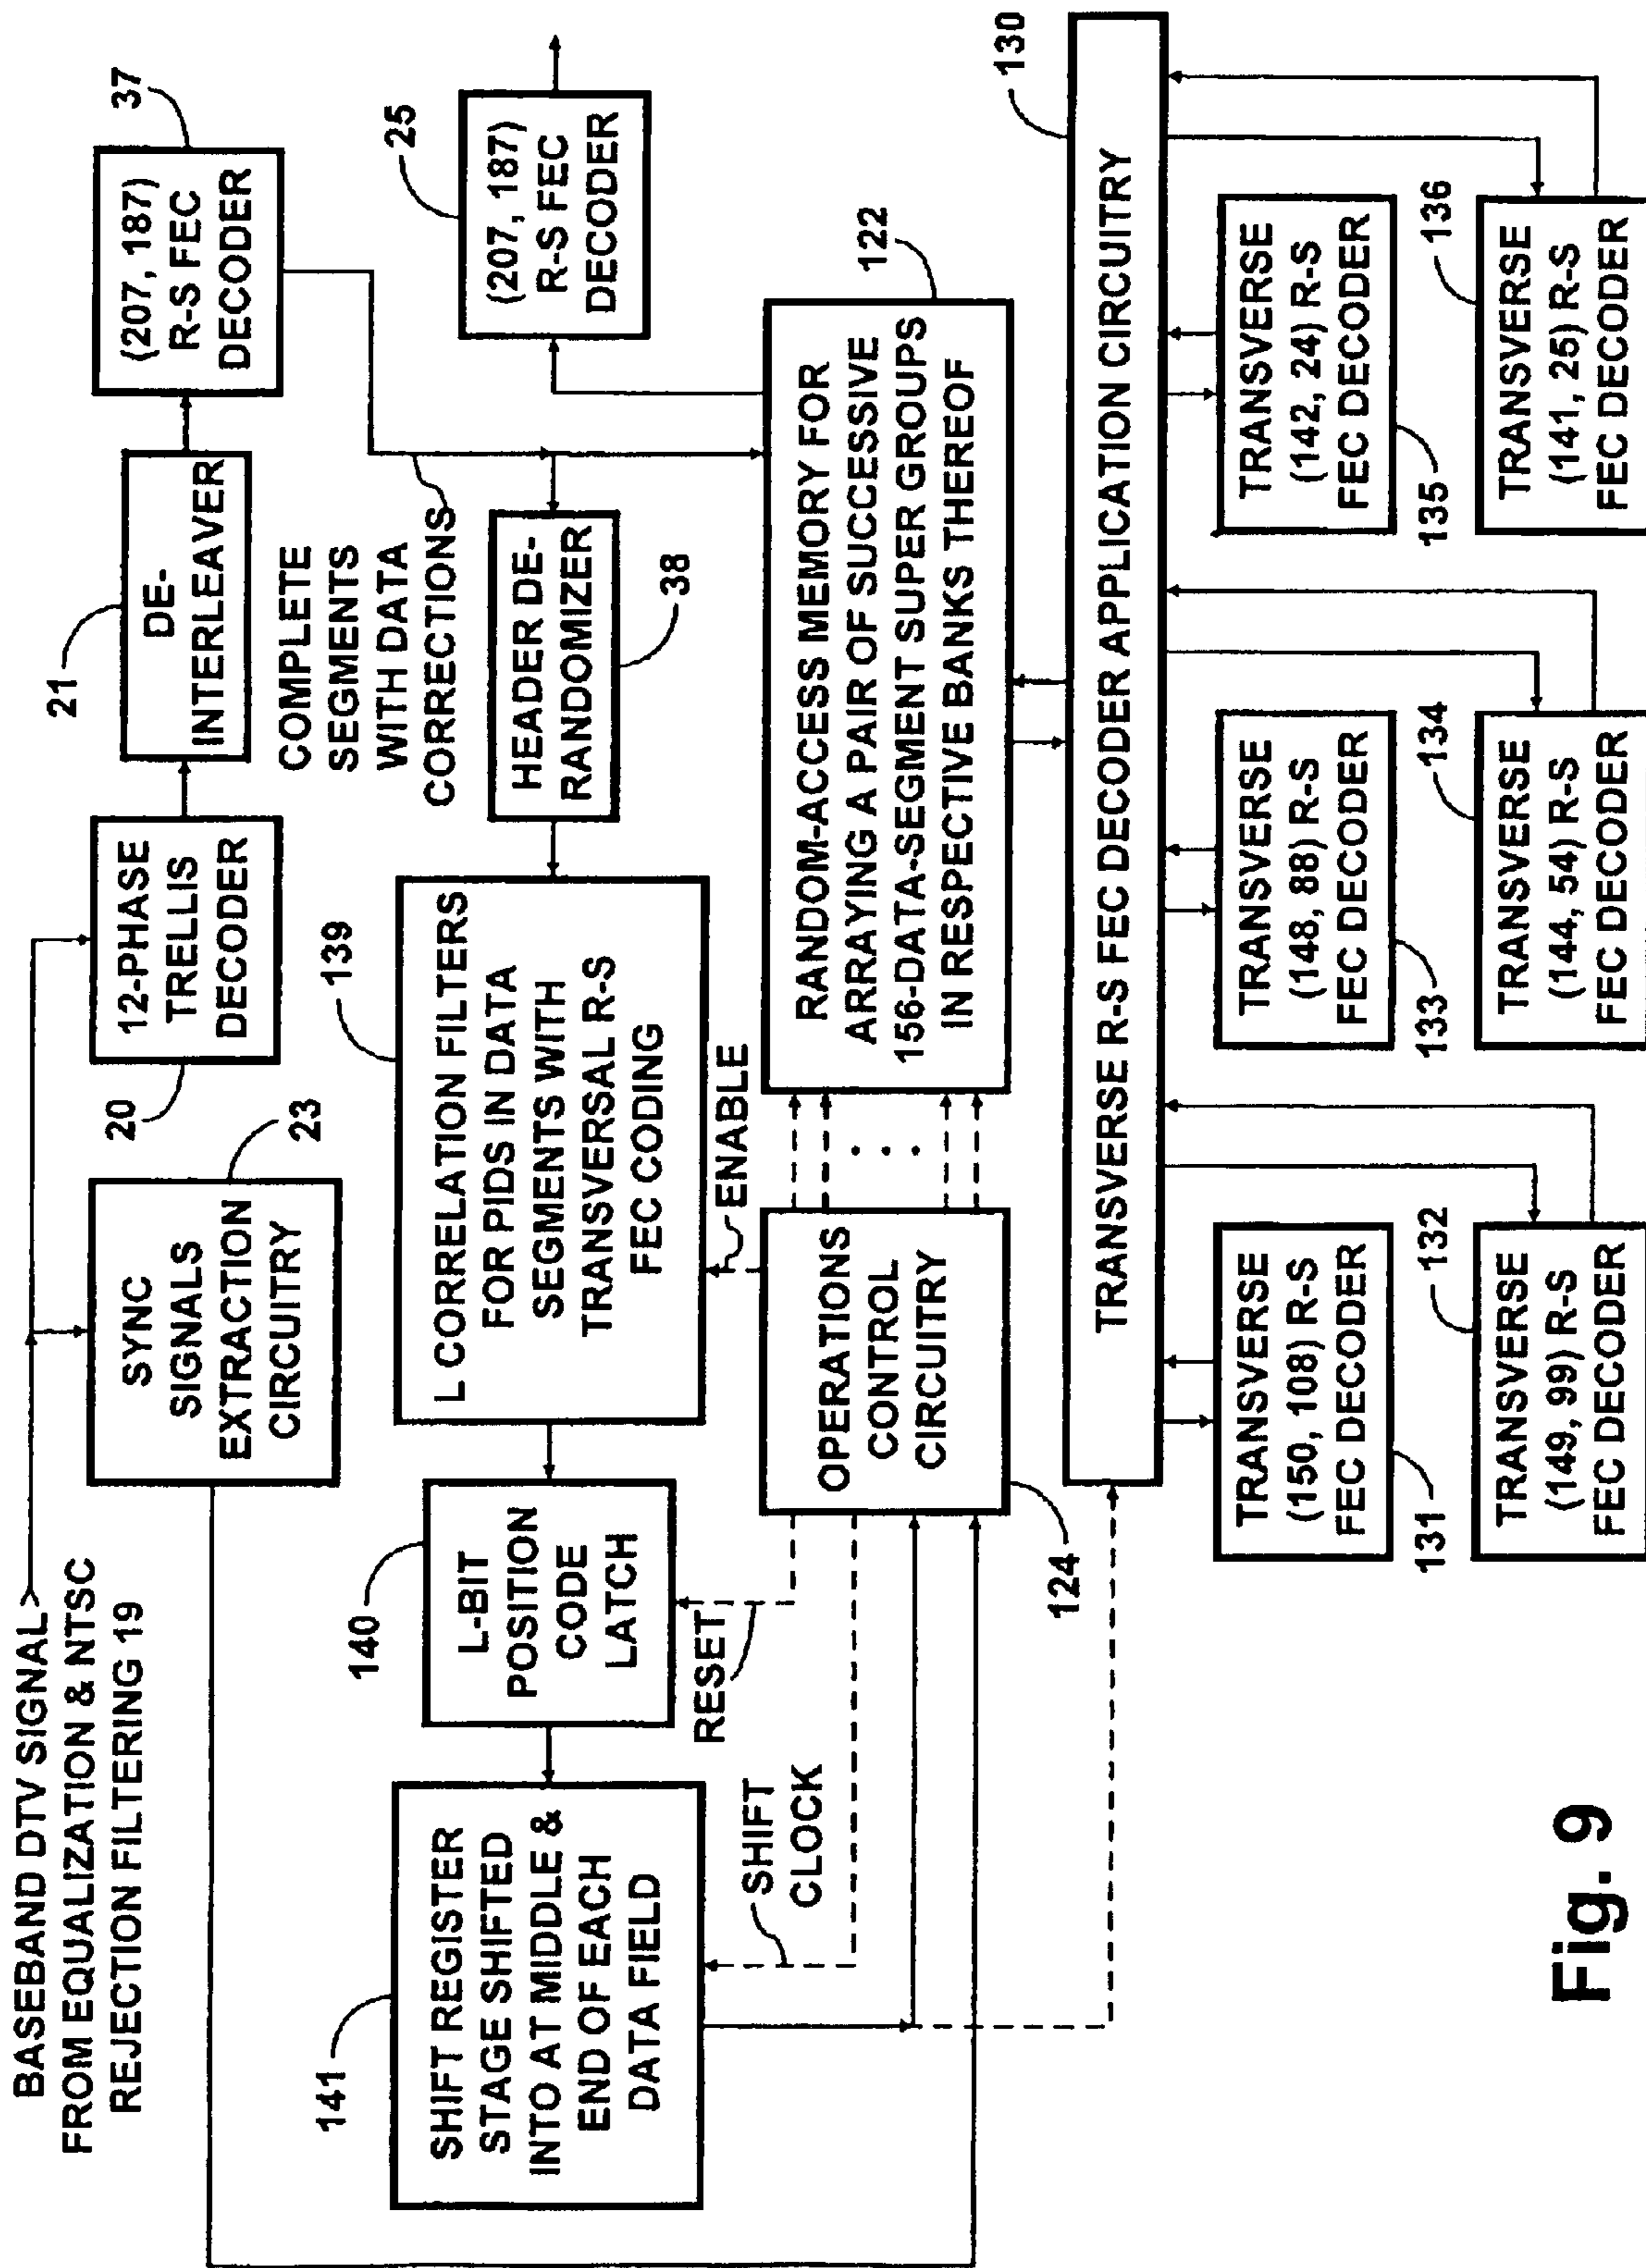 BASEBAND DTV SIGNAL
FROM EQUALIZATION & NTSC
REJECTION FILTERING 19
SYNC
SIGNALS
EXTRACTION
CIRCUITRY
23
12-PHASE
TRELLIS
DECODER
20
DE-
INTERLEAVER
21
(207, 187)
R-S FEC
DECODER
37
COMPLETE
SEGMENTS
WITH DATA
CORRECTIONS
141
SHIFT REGISTER
STAGE SHIFTED
INTO AT MIDDLE &
END OF EACH
DATA FIELD
140
L-BIT
POSITION
CODE
LATCH
139
L CORRELATION FILTERS
FOR PIDS IN DATA
SEGMENTS WITH
TRANSVERSAL R-S
FEC CODING
HEADER DE-
RANDOMIZER
38
25
(207, 187)
R-S FEC
DECODER
SHIFT
CLOCK
RESET
ENABLE
OPERATIONS
CONTROL
CIRCUITRY
124
122
RANDOM-ACCESS MEMORY FOR
ARRAYING A PAIR OF SUCCESSIVE
156-DATA-SEGMENT SUPER GROUPS
IN RESPECTIVE BANKS THEREOF
130
TRANSVERSE R-S FEC DECODER APPLICATION CIRCUITRY
TRANSVERSE
(150, 108) R-S
FEC DECODER
131
TRANSVERSE
(148, 88) R-S
FEC DECODER
133
TRANSVERSE
(142, 24) R-S
FEC DECODER
135
132
TRANSVERSE
(149, 99) R-S
FEC DECODER
134
TRANSVERSE
(144, 54) R-S
FEC DECODER
136
TRANSVERSE
(141, 25) R-S
FEC DECODER
Fig. 9